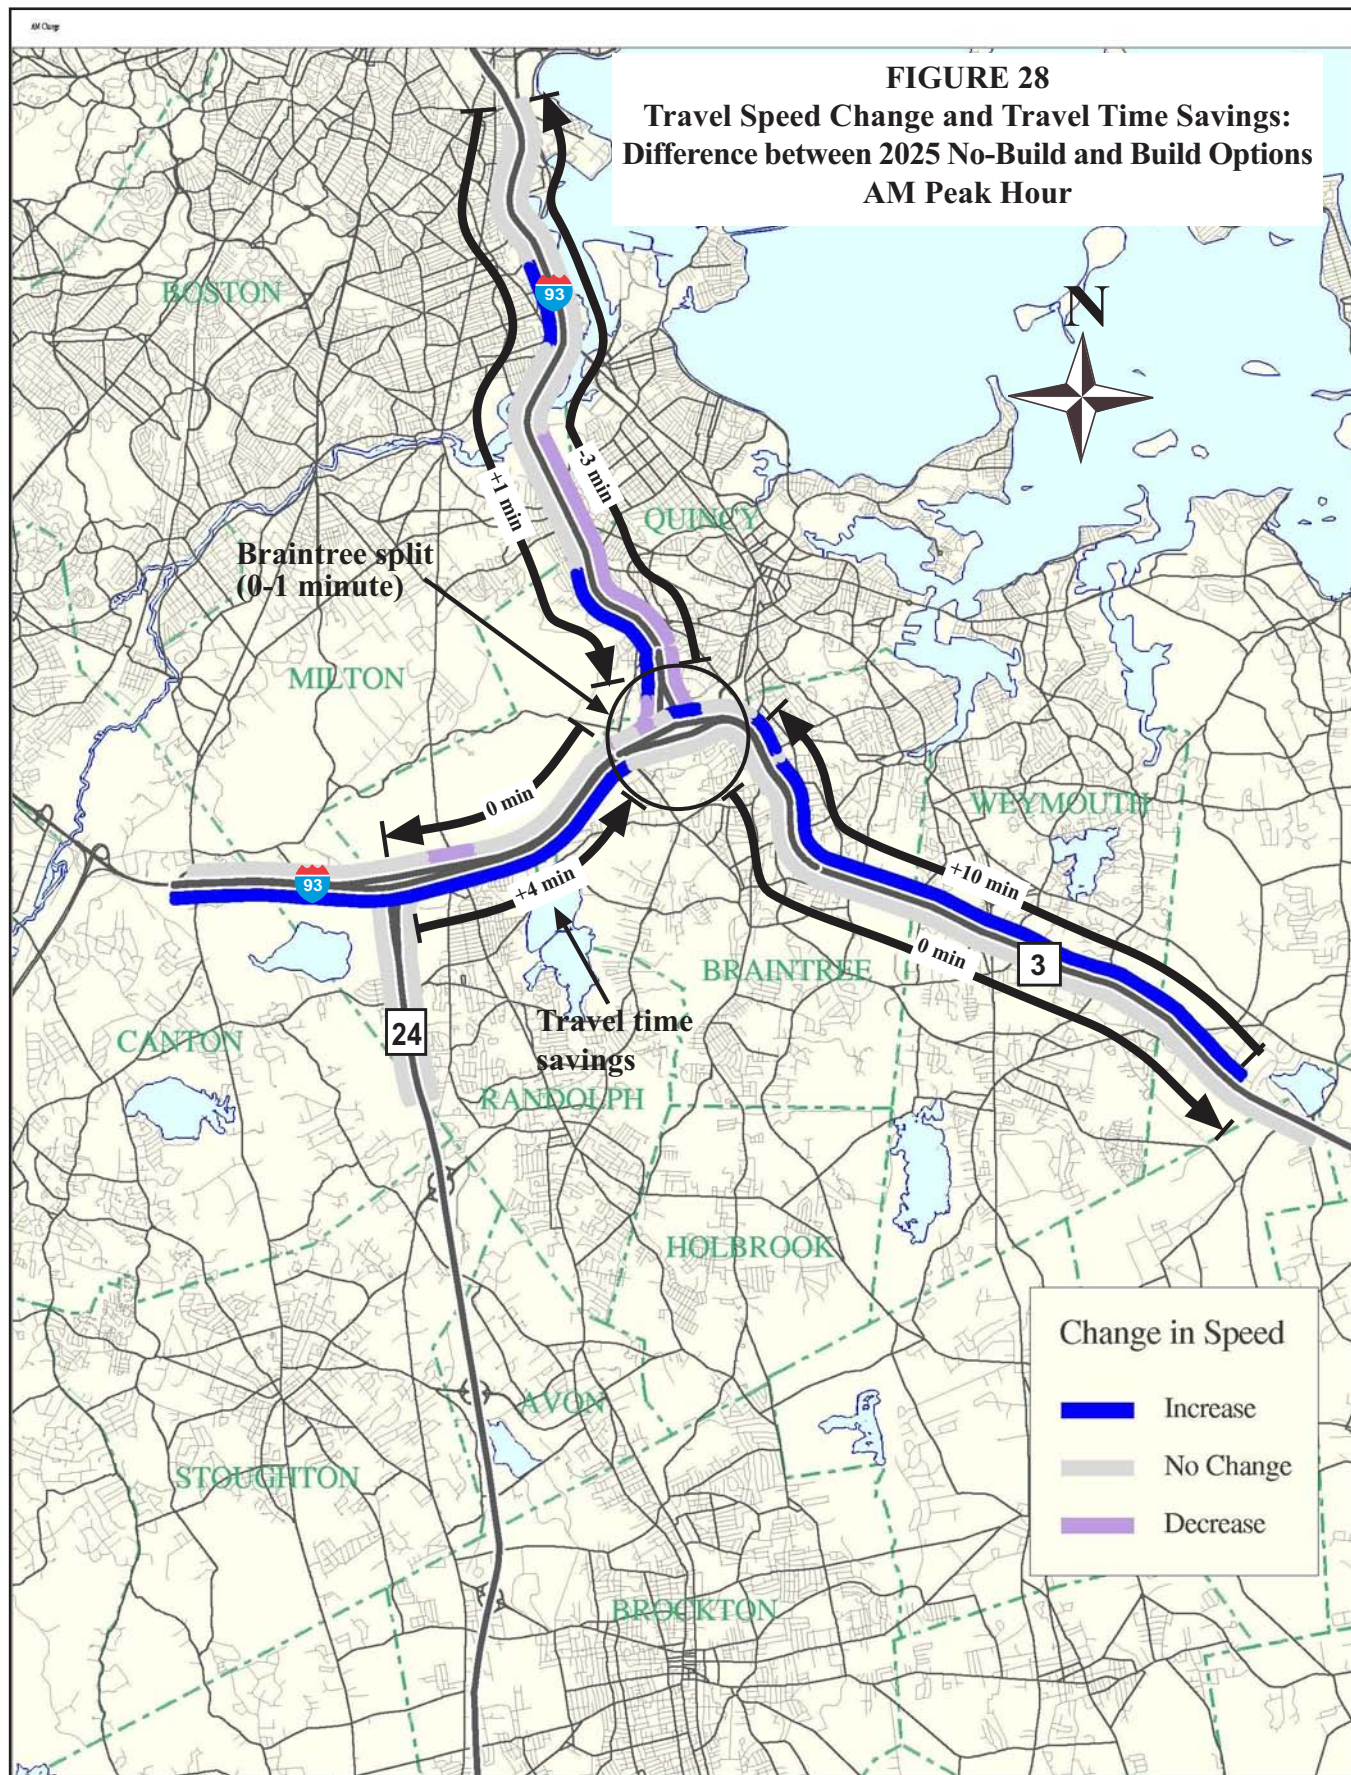 AM Change
FIGURE 28
Travel Speed Change and Travel Time Savings:
Difference between 2025 No-Build and Build Options
AM Peak Hour
BOSTON
93
N
-3 min
+1 min
QUINCY
Braintree split
(0-1 minute)
MILTON
0 min
WEYMOUTH
93
+4 min
+10 min
0 min
3
BRAINTREE
Travel time
savings
24
CANTON
RANDOLPH
HOLBROOK
Change in Speed
Increase
No Change
Decrease
AVON
STOUGHTON
BROCKTON